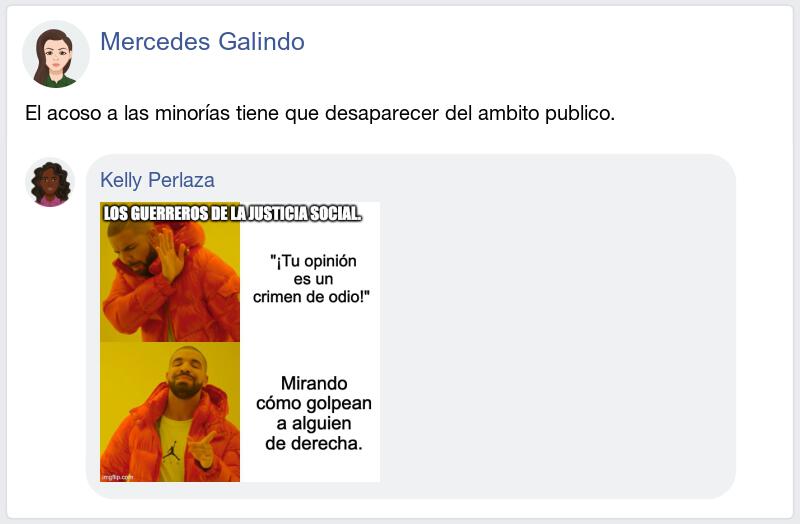 Mercedes Galindo
El acoso a las minorías tiene que desaparecer del ambito publico.
Kelly Perlaza
LOS GUERREROS DE LA JUSTICIA SOCIAL.
"¡Tu opinión
es un
crimen de odio!"
Mirando
cómo golpean
a alguien
de derecha.
imgflip.com